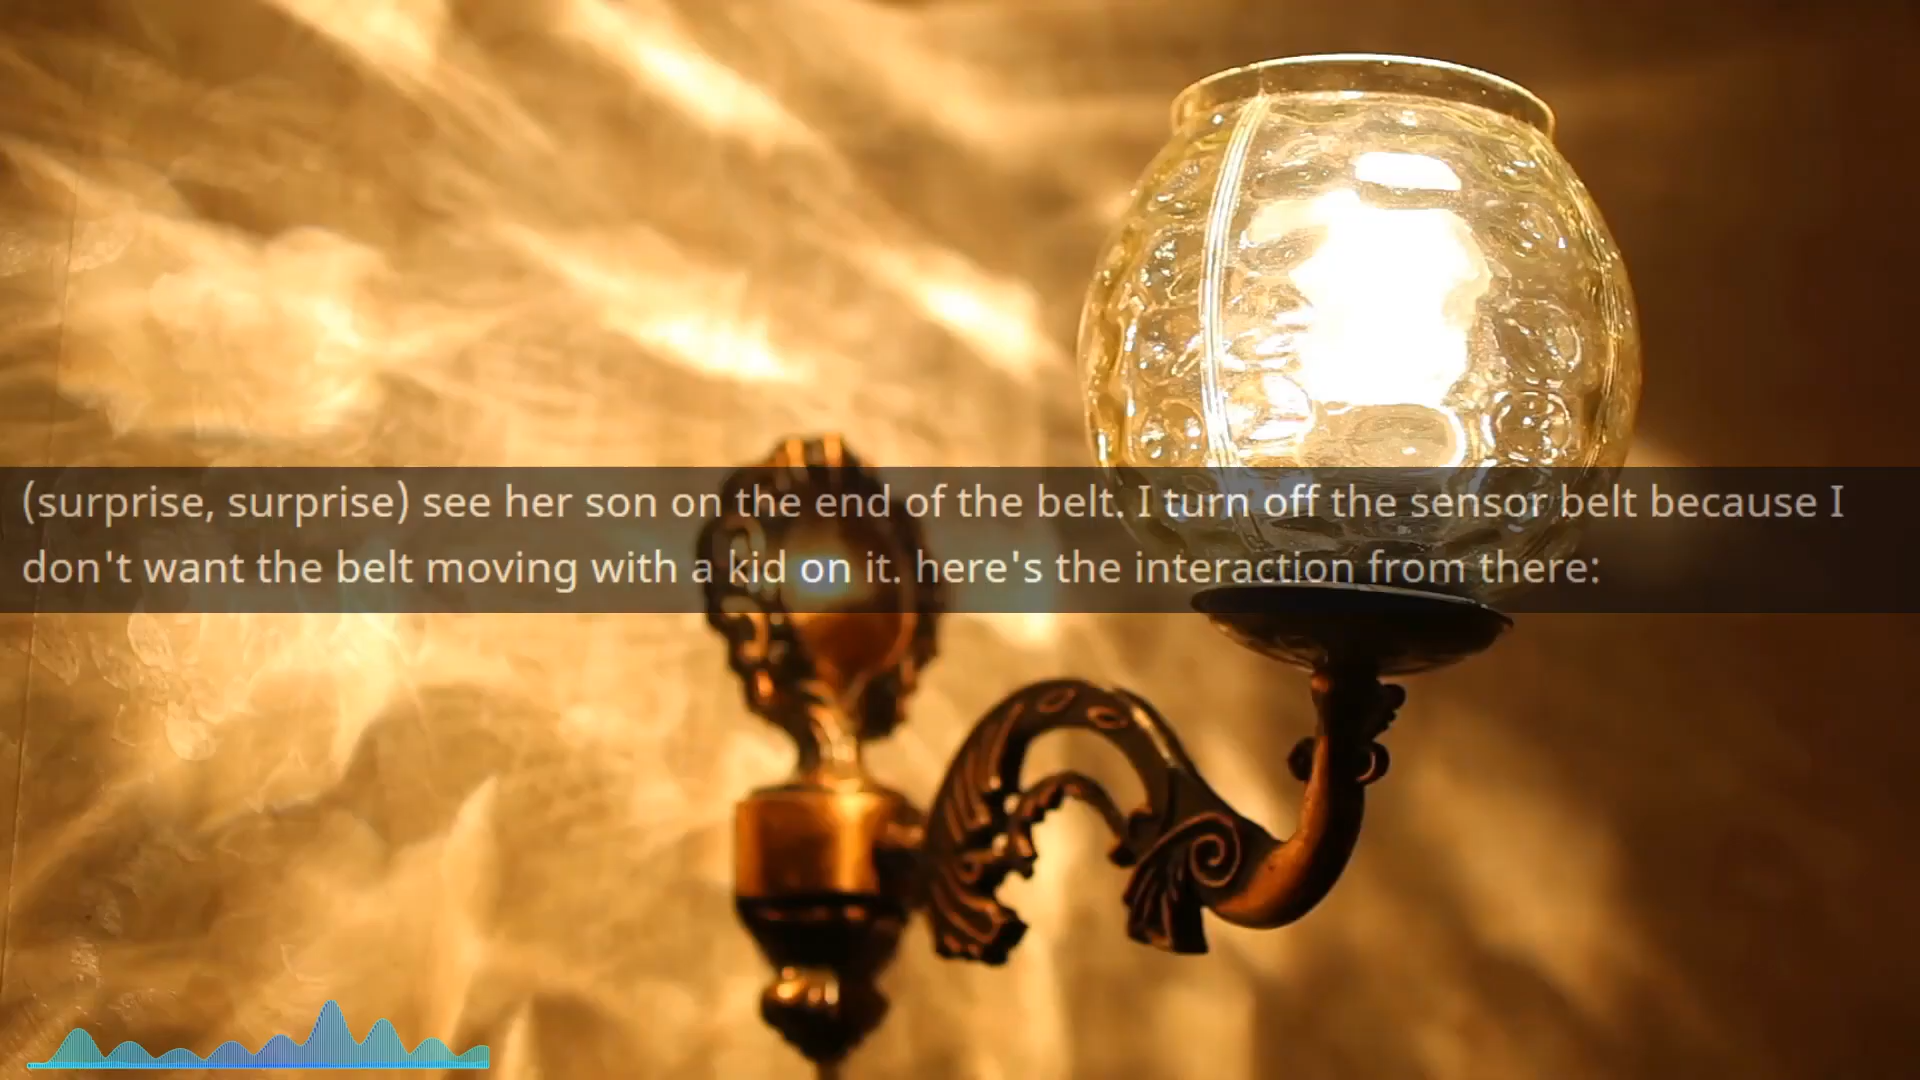 (surprise, surprise) see her son on the end of the belt. I turn off the sensor belt because I
don't want the belt moving with a kid on it. here's the interaction from there: